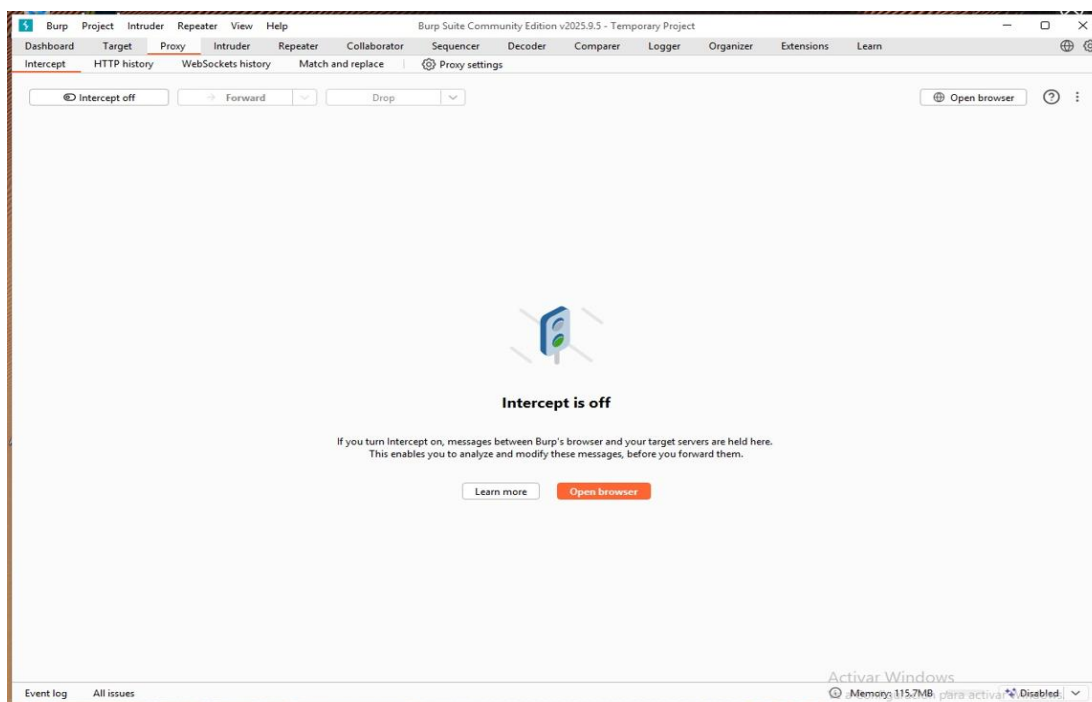 Burp Project Intruder Repeater View Help Burp Suite Community Edition v2025.9.5 - Temporary Project
Dashboard Target Proxy Intruder Repeater Collaborator Sequencer Decoder Comparer Logger Organizer Extensions Learn
Intercept HTTP history WebSockets history Match and replace Proxy settings
Intercept off Forward Drop Open browser
Intercept is off
If you turn Intercept on, messages between Burp's browser and your target servers are held here.
This enables you to analyze and modify these messages, before you forward them.
Learn more Open browser
Activar Windows
Event log All issues Memory: 115.7MB para activar Disabled